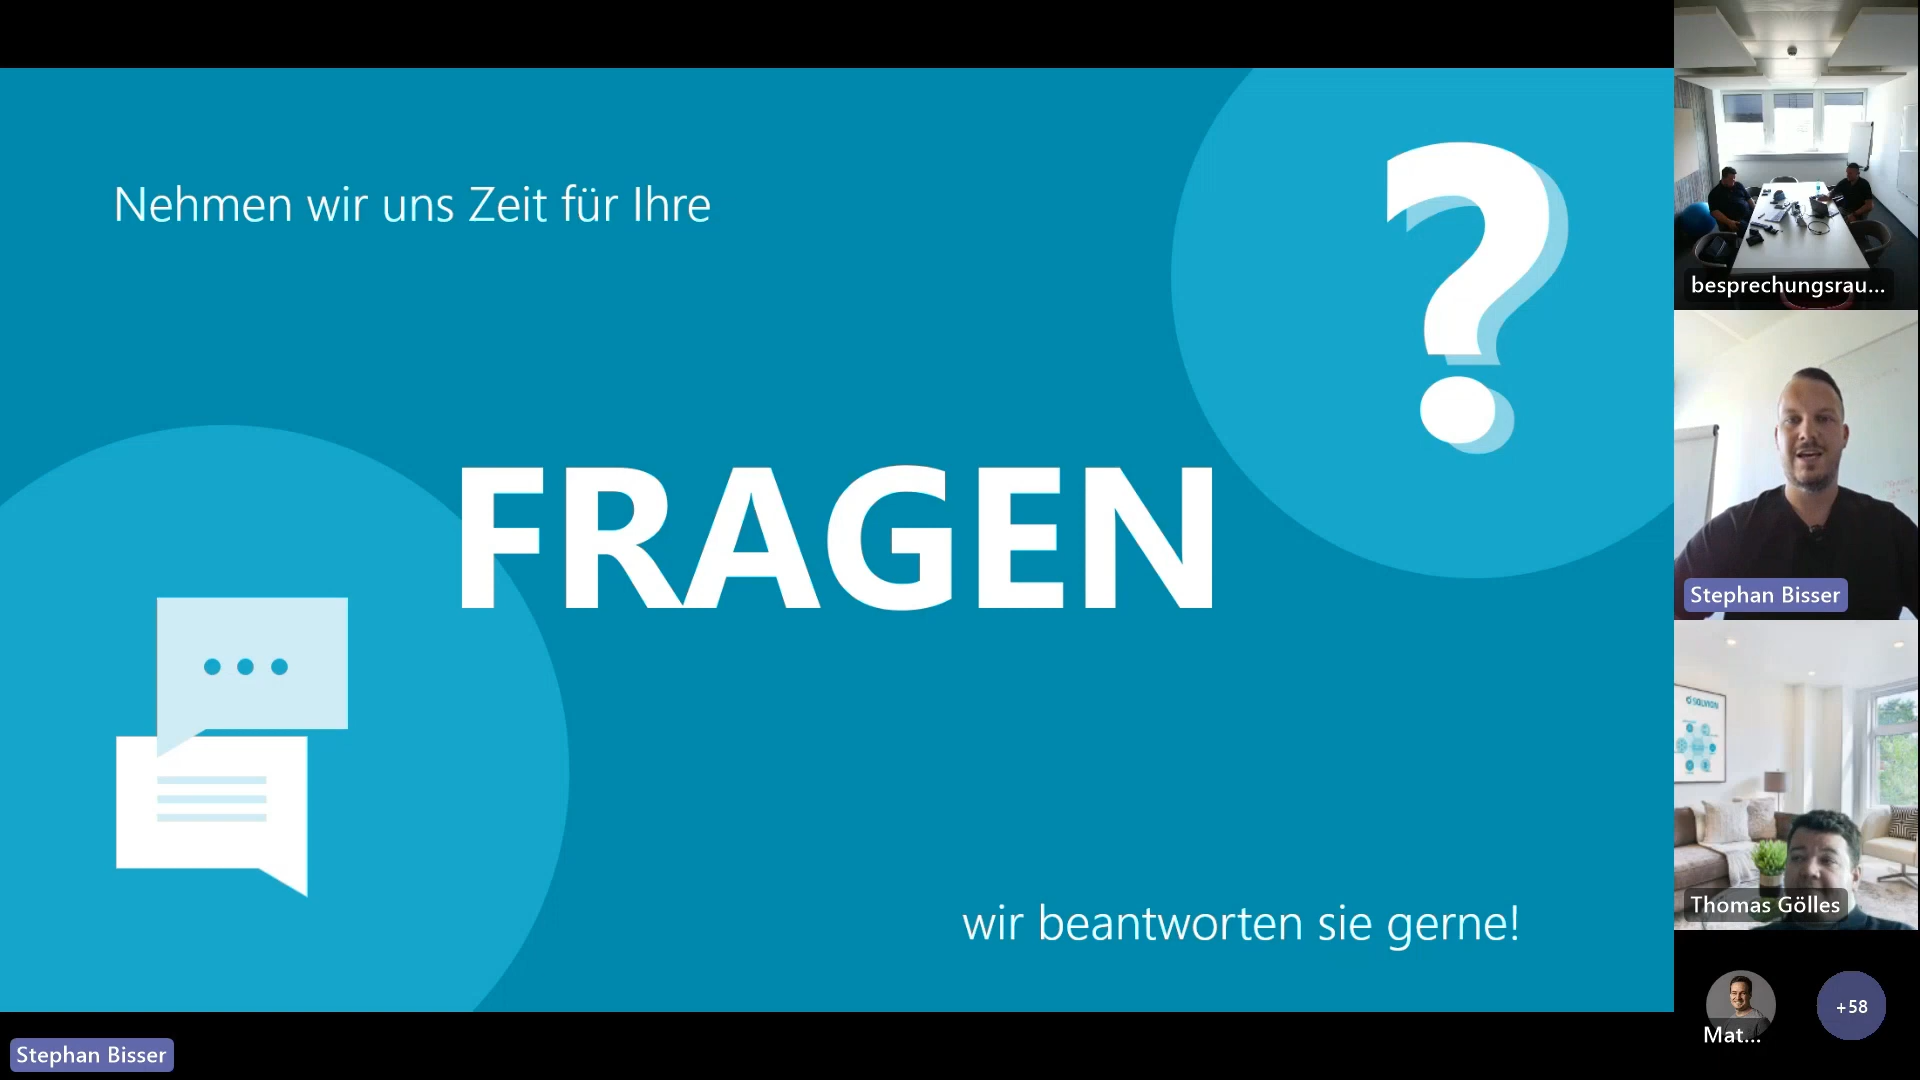 Nehmen wir uns Zeit für Ihre
FRAGEN
wir beantworten sie gerne!
besprechungsrau...
Stephan Bisser
SOLVION
Thomas Gölles
Mat...
+58
Stephan Bisser